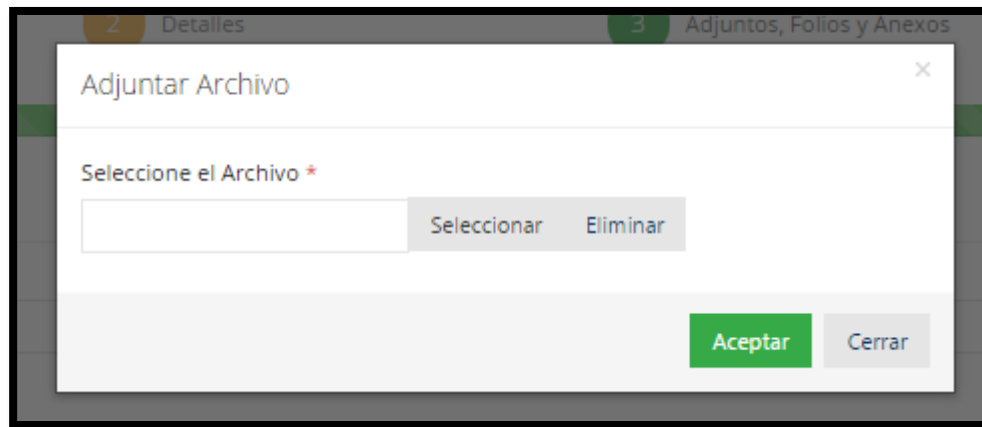 2 Detalles 3 Adjuntos, Folios y Anexos
Adjuntar Archivo ×
Seleccione el Archivo *
Seleccionar Eliminar
Aceptar Cerrar